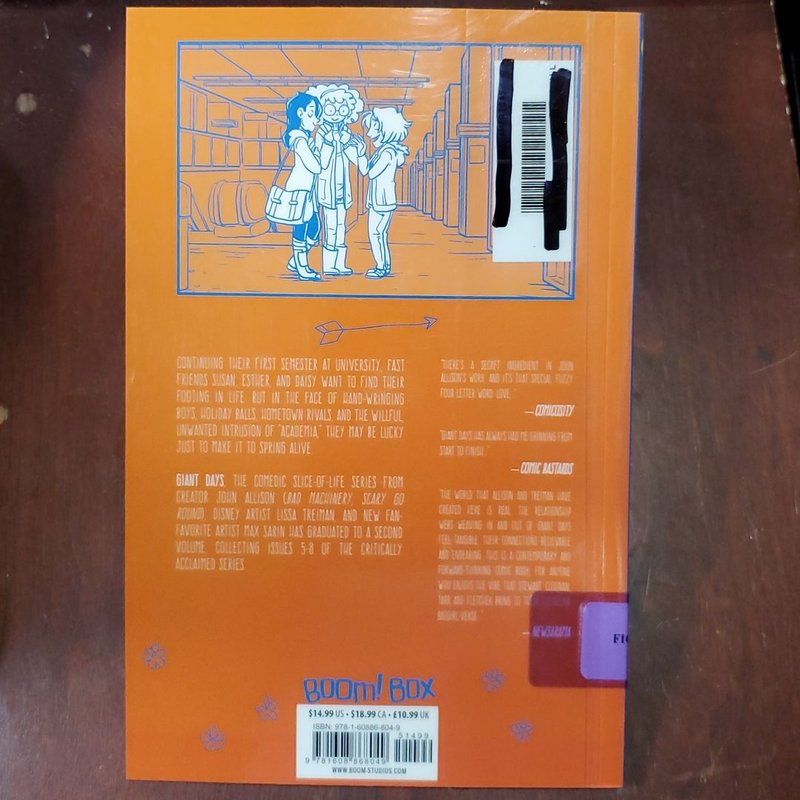 CONTINUING THEIR FIRST SEMESTER AT UNIVERSITY, FAST
FRIENDS SUSAN, ESTHER, AND DAISY WANT TO FIND THEIR
FOOTING IN LIFE. BUT IN THE FACE OF HAND-WRINGING
BOYS, HOLIDAY BALLS, HOMETOWN RIVALS, AND THE WILLFUL,
UNWANTED INTRUSION OF "ACADEMIA," THEY MAY BE LUCKY
JUST TO MAKE IT TO SPRING ALIVE.
GIANT DAYS, THE COMEDIC SLICE-OF-LIFE SERIES FROM
CREATOR JOHN ALLISON (BAD MACHINERY, SCARY GO
ROUND), DISNEY ARTIST LISSA TREIMAN, AND NEW FAN-
FAVORITE ARTIST MAX SARIN HAS GRADUATED TO A SECOND
VOLUME. COLLECTING ISSUES 5-8 OF THE CRITICALLY
ACCLAIMED SERIES.
"THERE'S A SECRET INGREDIENT IN JOHN
ALLISON'S WORK, AND IT'S THAT SPECIAL FUZZY
FOUR LETTER WORD: LOVE."
— COMICOSITY
"GIANT DAYS HAS ALWAYS HAD ME GRINNING FROM
START TO FINISH."
— COMIC BASTARDS
"THE WORLD THAT ALLISON AND TREIMAN HAVE
CREATED HERE IS REAL. THE RELATIONSHIP
WEBS WEAVING IN AND OUT OF GIANT DAYS
FEEL TANGIBLE, THEIR CONNECTIONS BELIEVABLE
AND ENDEARING. THIS IS A CONTEMPORARY AND
FORWARD-THINKING COMIC BOOK, FOR ANYONE
WHO ENJOYS THE VIBE THAT STEWART,
TARR AND FLETCHER BRING TO
BATGIRL-VERSE."
— NEWSARAMA
FIC
BOOM! BOX
$14.99 US • $18.99 CA • £10.99 UK
ISBN: 978-1-60886-804-9
51499
9 781608 868049
WWW.BOOM-STUDIOS.COM